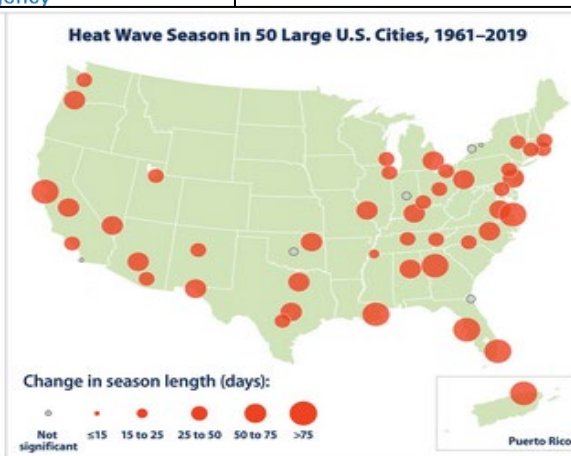 Heat Wave Season in 50 Large U.S. Cities, 1961–2019
Change in season length (days):
Not significant
≤15
15 to 25
25 to 50
50 to 75
>75
Puerto Rico